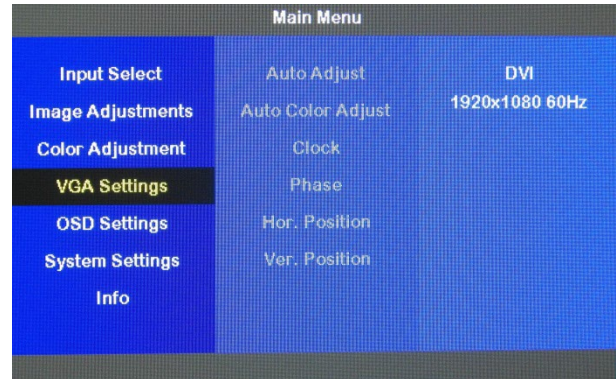 Main Menu
Input Select
Image Adjustments
Color Adjustment
VGA Settings
OSD Settings
System Settings
Info
Auto Adjust
Auto Color Adjust
Clock
Phase
Hor. Position
Ver. Position
DVI
1920x1080 60Hz